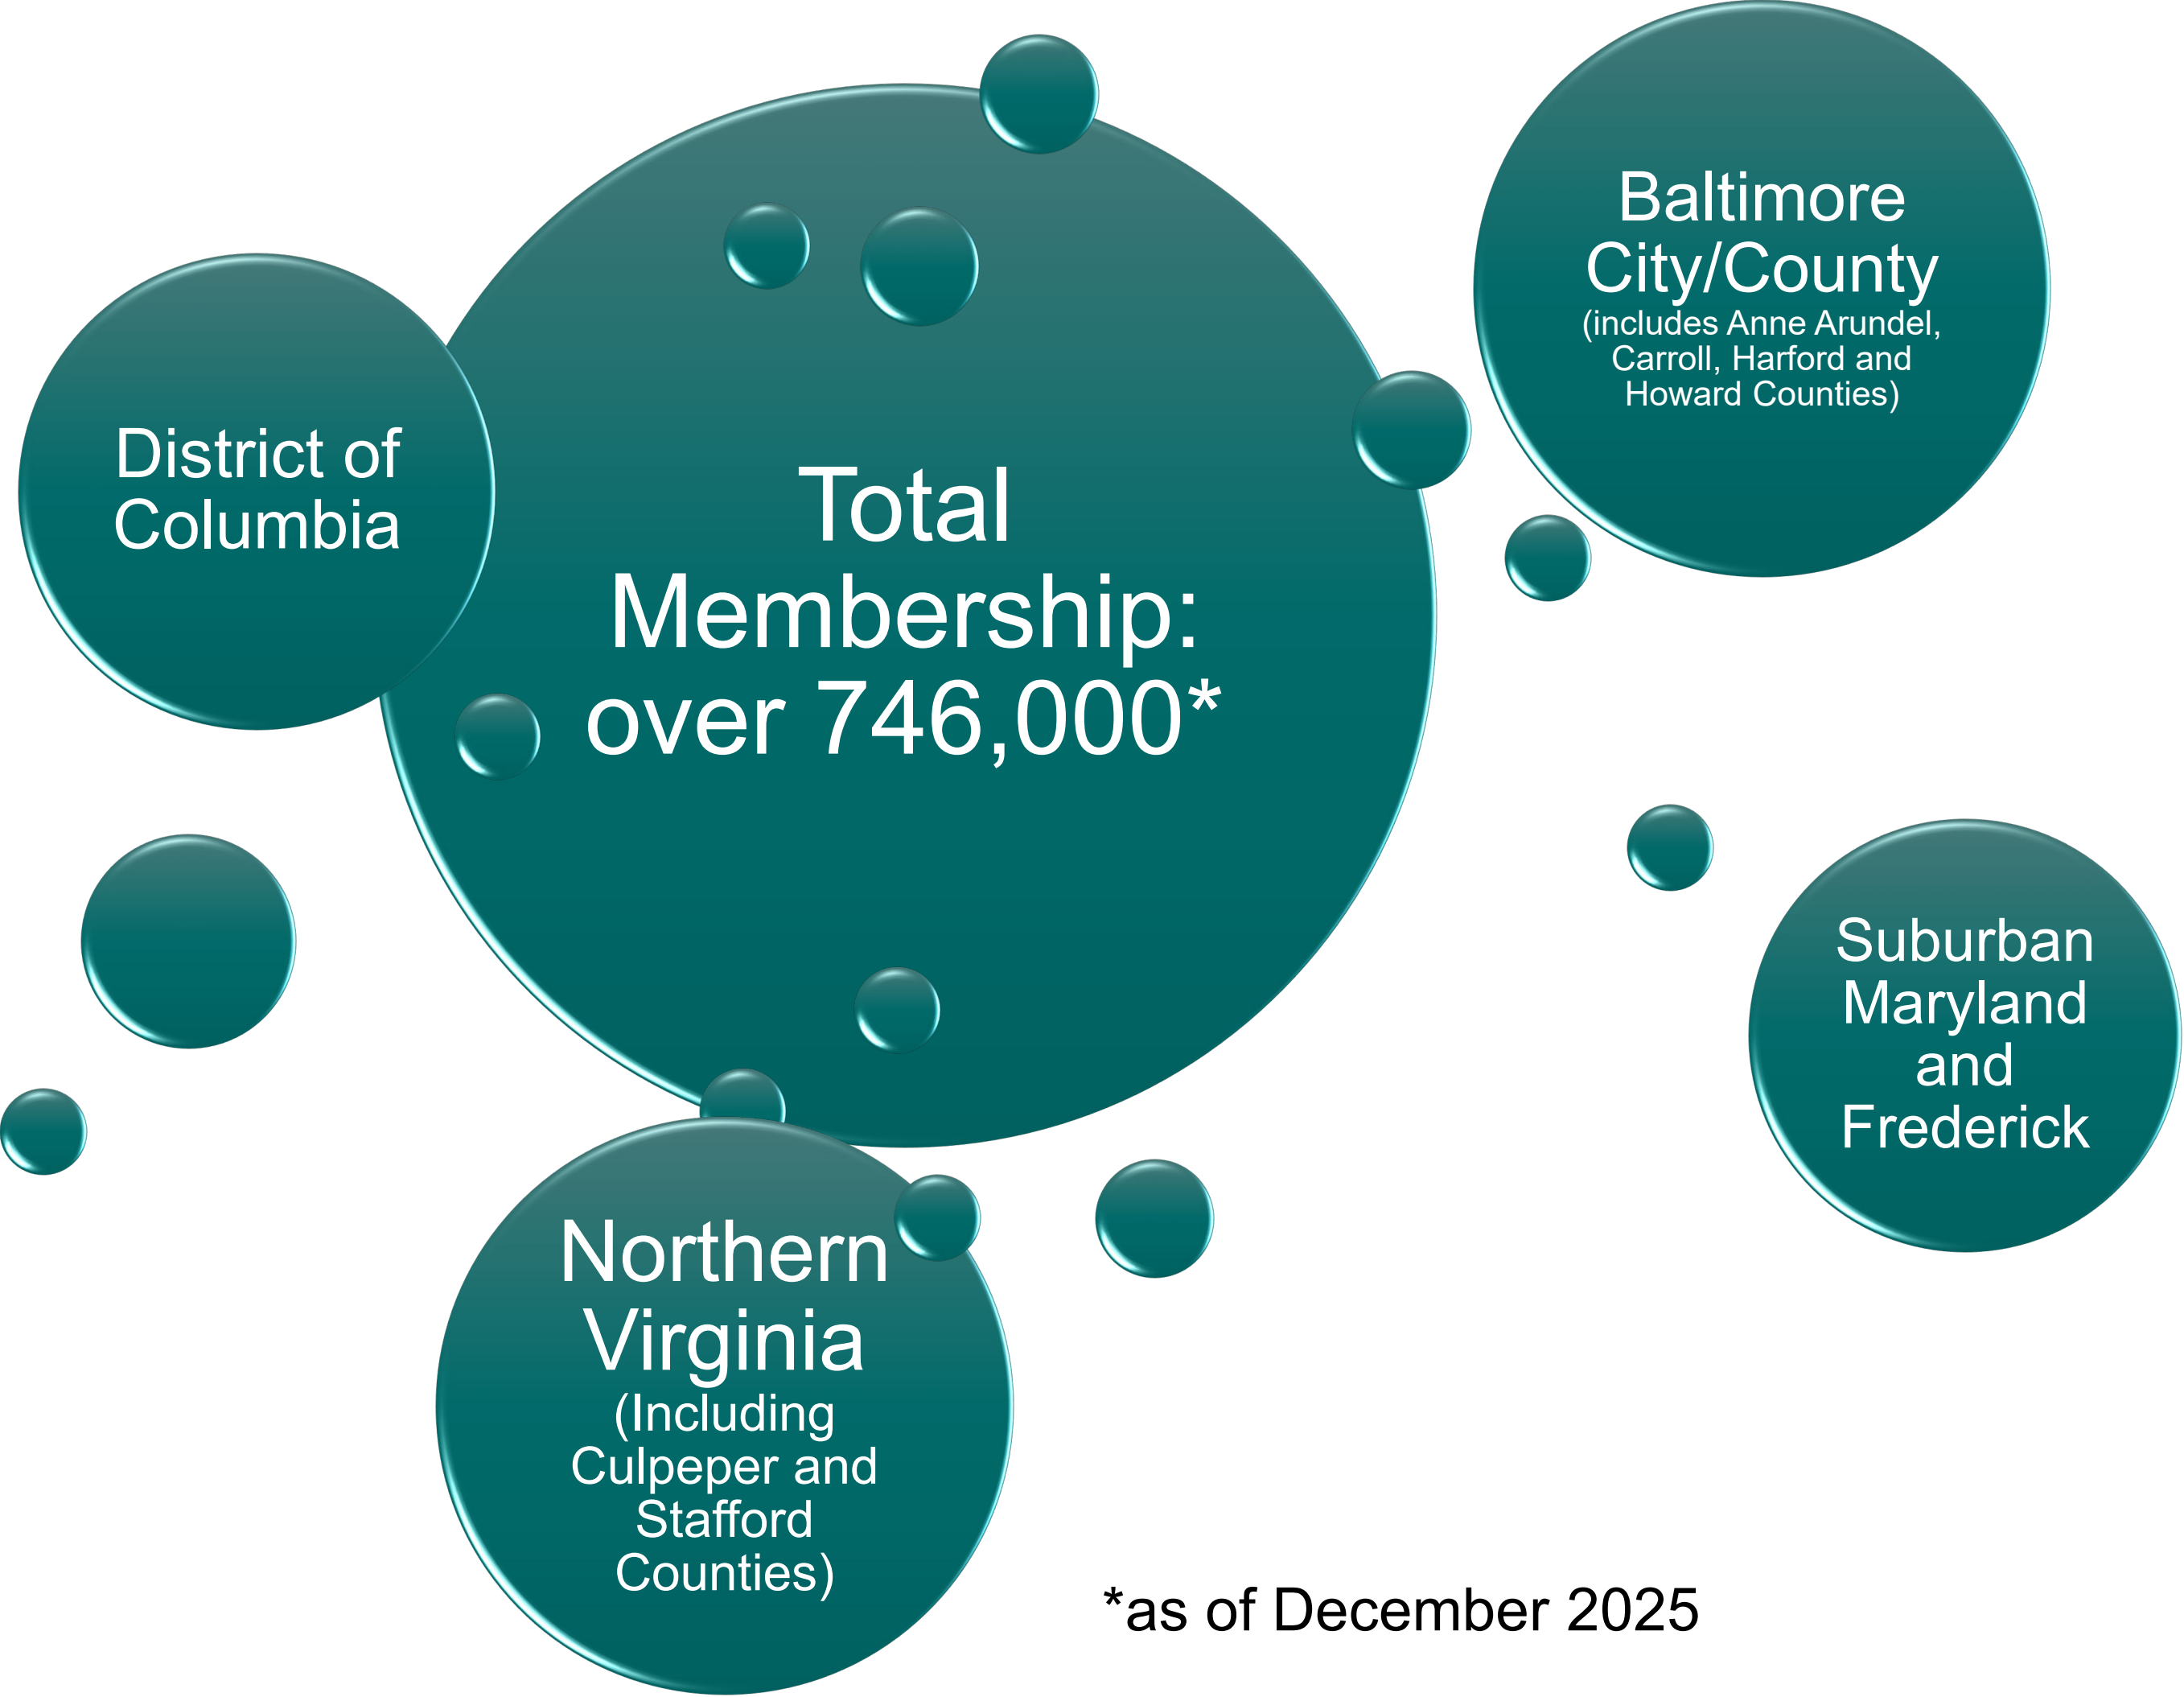 Baltimore
City/County
(includes Anne Arundel,
Carroll, Harford and
Howard Counties)
District of
Columbia
Total
Membership:
over 746,000*
Suburban
Maryland
and
Frederick
Northern
Virginia
(Including
Culpeper and
Stafford
Counties)
*as of December 2025